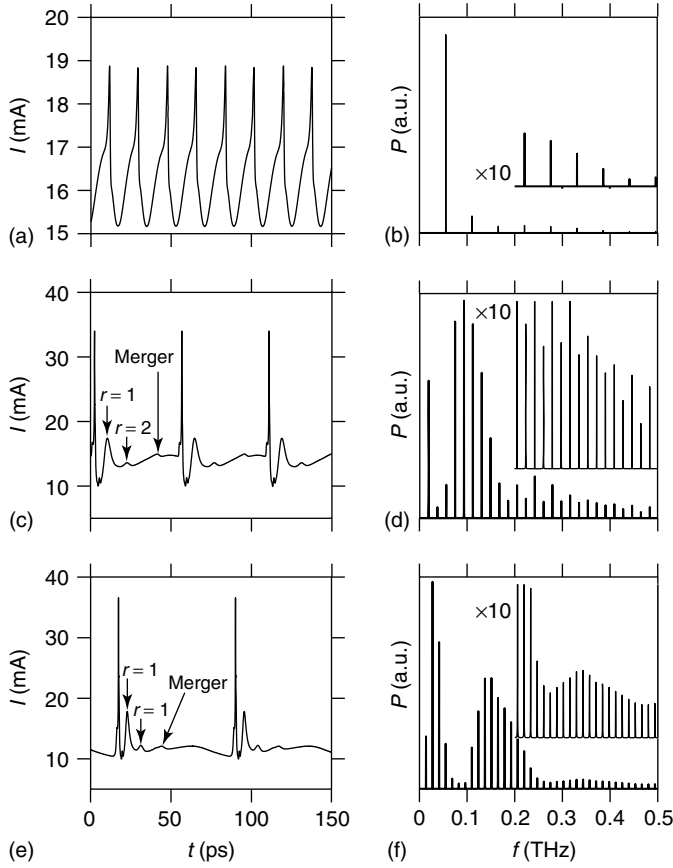 20
19
18
17
16
15
I (mA)
(a)
P (a.u.)
×10
(b)
40
30
20
10
I (mA)
Merger
r = 1
r = 2
(c)
P (a.u.)
×10
(d)
40
30
20
10
I (mA)
r = 1
r = 1
Merger
0
50
100
150
t (ps)
(e)
P (a.u.)
×10
0
0.1
0.2
0.3
0.4
0.5
f (THz)
(f)